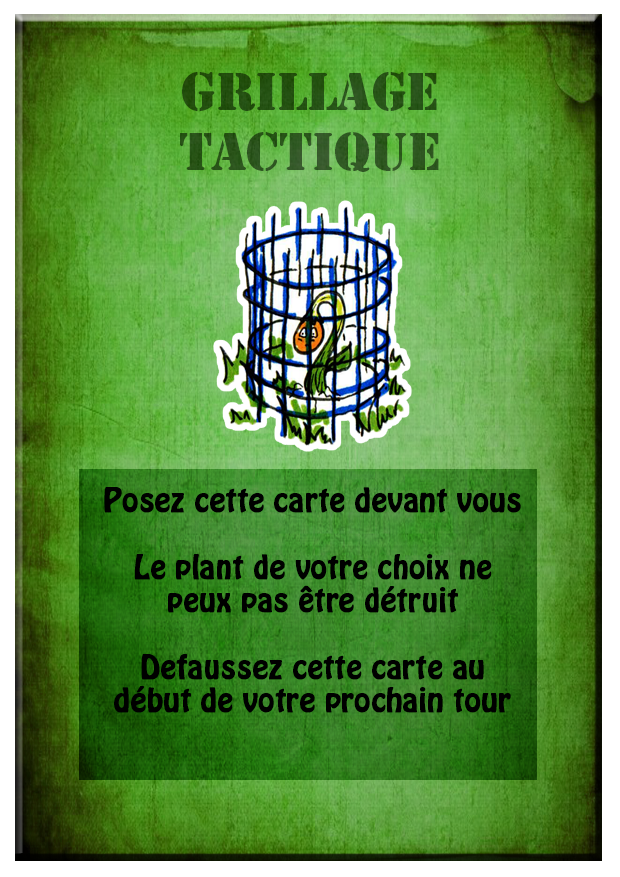 GRILLAGE
TACTIQUE
Posez cette carte devant vous
Le plant de votre choix ne
peux pas être détruit
Defaussez cette carte au
début de votre prochain tour